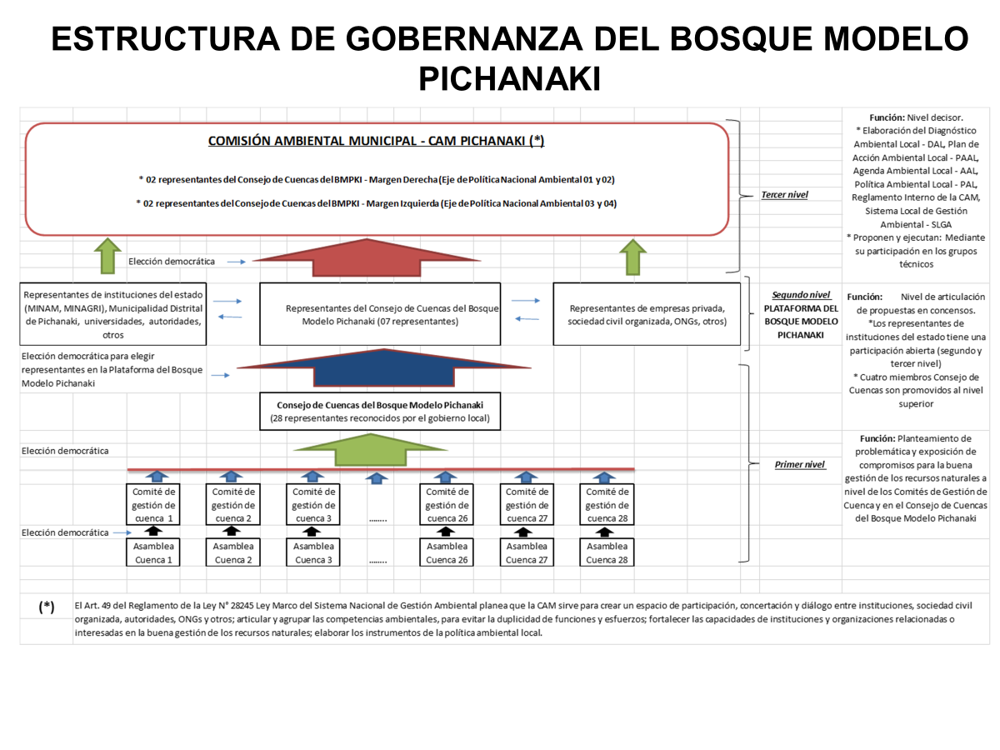 ESTRUCTURA DE GOBERNANZA DEL BOSQUE MODELO
PICHANAKI
COMISIÓN AMBIENTAL MUNICIPAL - CAM PICHANAKI (*)
* 02 representantes del Consejo de Cuencas del BMPKI - Margen Derecha (Eje de Política Nacional Ambiental 01 y 02)
* 02 representantes del Consejo de Cuencas del BMPKI - Margen Izquierda (Eje de Política Nacional Ambiental 03 y 04)
Tercer nivel
Función: Nivel decisor.
* Elaboración del Diagnóstico
Ambiental Local - DAL, Plan de
Acción Ambiental Local - PAAL,
Agenda Ambiental Local - AAL,
Política Ambiental Local - PAL,
Reglamento Interno de la CAM,
Sistema Local de Gestión
Ambiental - SLGA
* Proponen y ejecutan: Mediante
su participación en los grupos
técnicos
Elección democrática
Representantes de instituciones del estado
(MINAM, MINAGRI), Municipalidad Distrital
de Pichanaki, universidades, autoridades,
otros
Representantes del Consejo de Cuencas del Bosque
Modelo Pichanaki (07 representantes)
Representantes de empresas privada,
sociedad civil organizada, ONGs, otros)
Segundo nivel
PLATAFORMA DEL
BOSQUE MODELO
PICHANAKI
Función: Nivel de articulación
de propuestas en concensos.
*Los representantes de
instituciones del estado tiene una
participación abierta (segundo y
tercer nivel)
* Cuatro miembros Consejo de
Cuencas son promovidos al nivel
superior
Elección democrática para elegir
representantes en la Plataforma del Bosque
Modelo Pichanaki
Consejo de Cuencas del Bosque Modelo Pichanaki
(28 representantes reconocidos por el gobierno local)
Elección democrática
Primer nivel
Función: Planteamiento de
problemática y exposición de
compromisos para la buena
gestión de los recursos naturales a
nivel de los Comités de Gestión de
Cuenca y en el Consejo de Cuencas
del Bosque Modelo Pichanaki
Comité de
gestión de
cuenca 1
Comité de
gestión de
cuenca 2
Comité de
gestión de
cuenca 3
........
Comité de
gestión de
cuenca 26
Comité de
gestión de
cuenca 27
Comité de
gestión de
cuenca 28
Elección democrática
Asamblea
Cuenca 1
Asamblea
Cuenca 2
Asamblea
Cuenca 3
........
Asamblea
Cuenca 26
Asamblea
Cuenca 27
Asamblea
Cuenca 28
(*)
El Art. 49 del Reglamento de la Ley N° 28245 Ley Marco del Sistema Nacional de Gestión Ambiental planea que la CAM sirve para crear un espacio de participación, concertación y diálogo entre instituciones, sociedad civil
organizada, autoridades, ONGs y otros; articular y agrupar las competencias ambientales, para evitar la duplicidad de funciones y esfuerzos; fortalecer las capacidades de instituciones y organizaciones relacionadas o
interesadas en la buena gestión de los recursos naturales; elaborar los instrumentos de la política ambiental local.